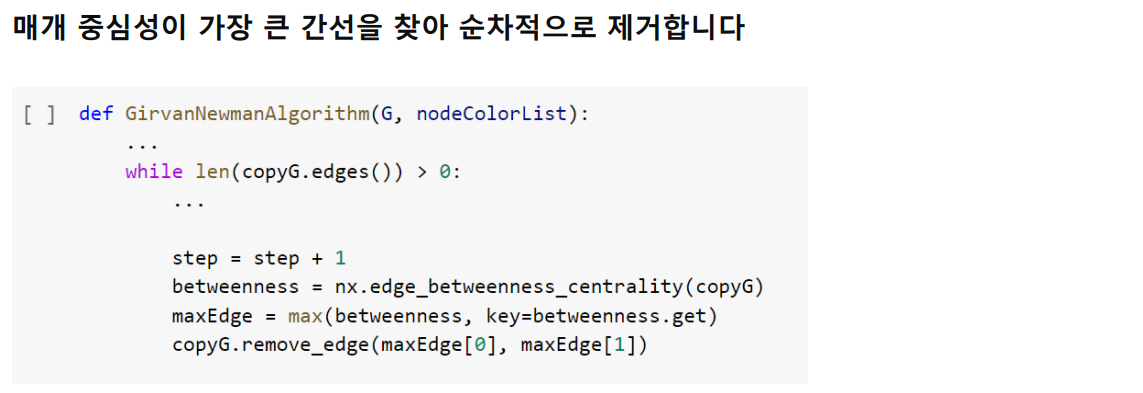 매개 중심성이 가장 큰 간선을 찾아 순차적으로 제거합니다
[ ] def GirvanNewmanAlgorithm(G, nodeColorList):
...
while len(copyG.edges()) > 0:
...
step = step + 1
betweenness = nx.edge_betweenness_centrality(copyG)
maxEdge = max(betweenness, key=betweenness.get)
copyG.remove_edge(maxEdge[0], maxEdge[1])